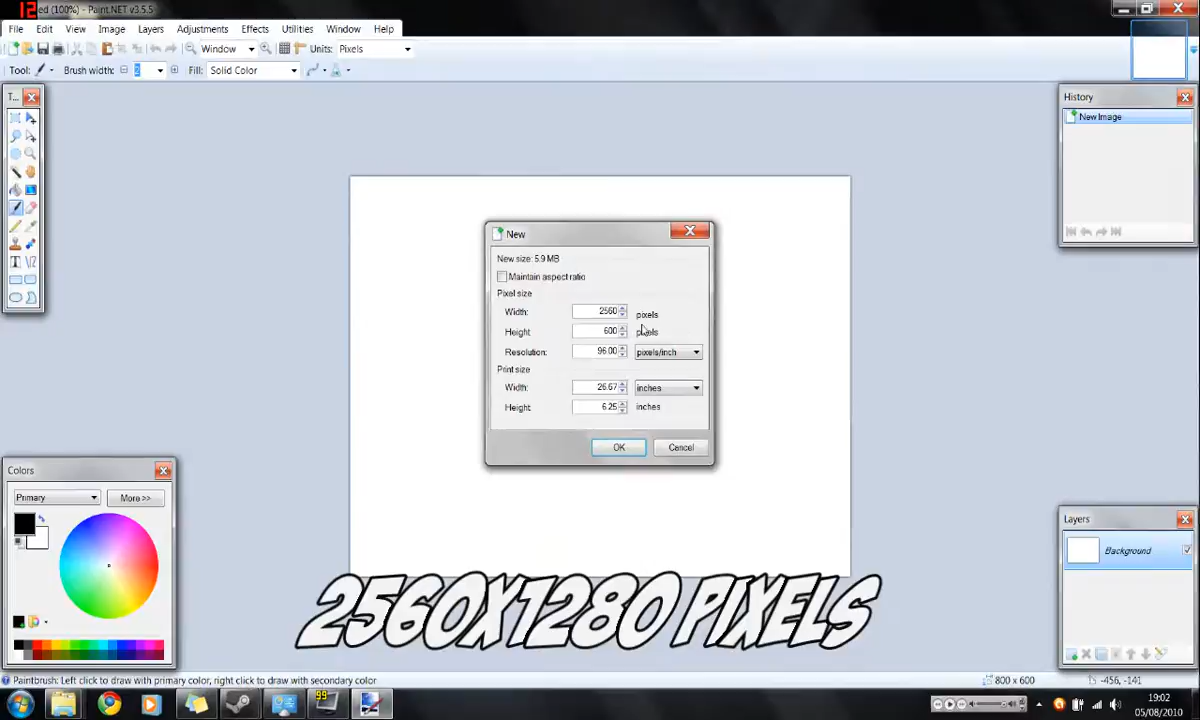 12
ed (100%) - Paint.NET v3.5.5
File Edit View Image Layers Adjustments Effects Utilities Window Help
Window Units: Pixels
Tool: Brush width: 2 Fill: Solid Color
T...
History
New Image
New
New size: 5.9 MB
Maintain aspect ratio
Pixel size
Width: 2560 pixels
Height 600 pixels
Resolution: 96.00 pixels/inch
Print size
Width: 26.67 inches
Height: 6.25 inches
OK Cancel
Colors
Primary More >>
Layers
Background
2560X1280 PIXELS
Paintbrush: Left click to draw with primary color, right click to draw with secondary color 800 x 600 -456, -141
99
19:02
05/08/2010